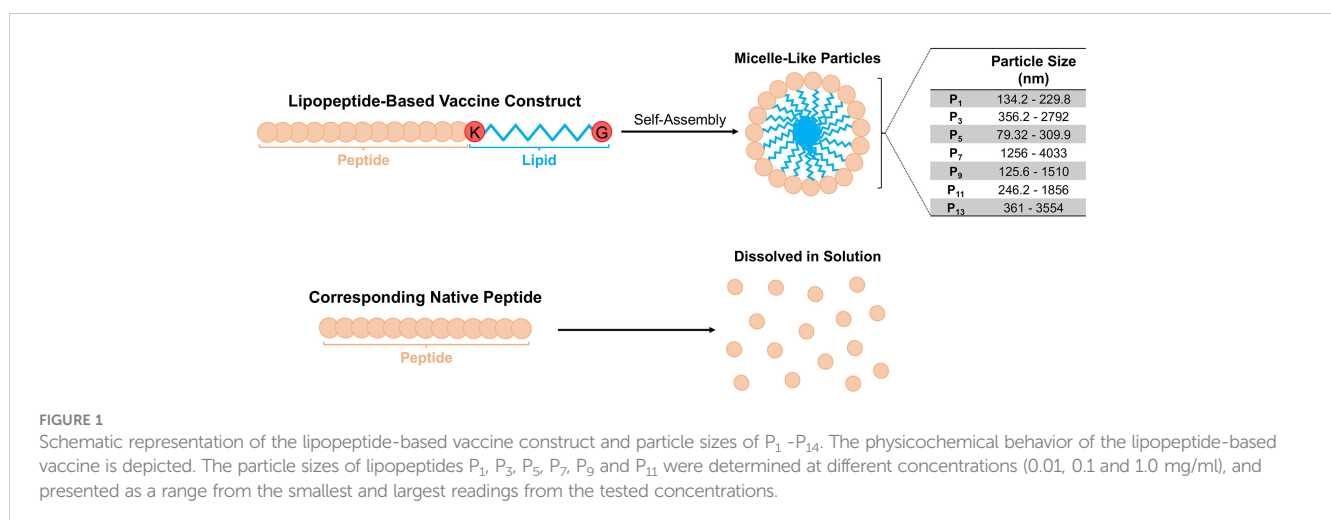 Lipopeptide-Based Vaccine Construct
K
G
Peptide
Lipid
Self-Assembly
Micelle-Like Particles
Particle Size
(nm)
P₁ 134.2 - 229.8
P₃ 356.2 - 2792
P₅ 79.32 - 309.9
P₇ 1256 - 4033
P₉ 125.6 - 1510
P₁₁ 246.2 - 1856
P₁₃ 361 - 3554
Corresponding Native Peptide
Peptide
Dissolved in Solution
FIGURE 1
Schematic representation of the lipopeptide-based vaccine construct and particle sizes of P₁ -P₁₄. The physicochemical behavior of the lipopeptide-based
vaccine is depicted. The particle sizes of lipopeptides P₁, P₃, P₅, P₇, P₉ and P₁₁ were determined at different concentrations (0.01, 0.1 and 1.0 mg/ml), and
presented as a range from the smallest and largest readings from the tested concentrations.